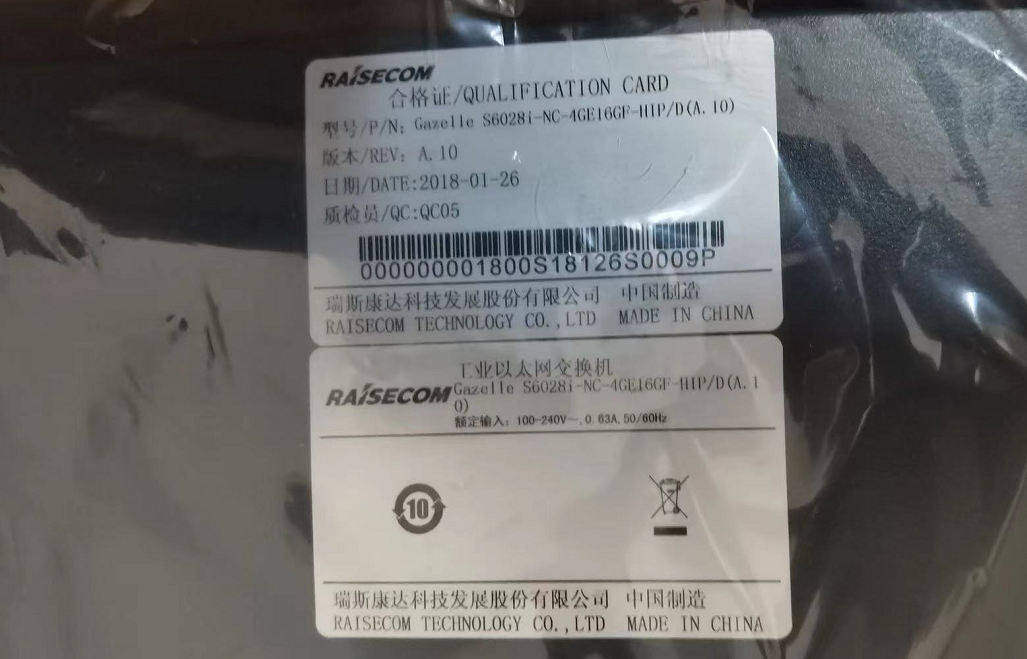 RAISECOM
合格证/QUALIFICATION CARD
型号/P/N: Gazelle S6028i-NC-4GE16GF-HIP/D(A.10)
版本/REV: A.10
日期/DATE:2018-01-26
质检员/QC:QC05
000000001800S18126S0009P
瑞斯康达科技发展股份有限公司 中国制造
RAISECOM TECHNOLOGY CO.,LTD MADE IN CHINA
工业以太网交换机
RAISECOM Gazelle S6028i-NC-4GE16GF-HIP/D(A.1
0)
额定输入: 100-240V~,0.63A,50/60Hz
10
瑞斯康达科技发展股份有限公司 中国制造
RAISECOM TECHNOLOGY CO.,LTD MADE IN CHINA